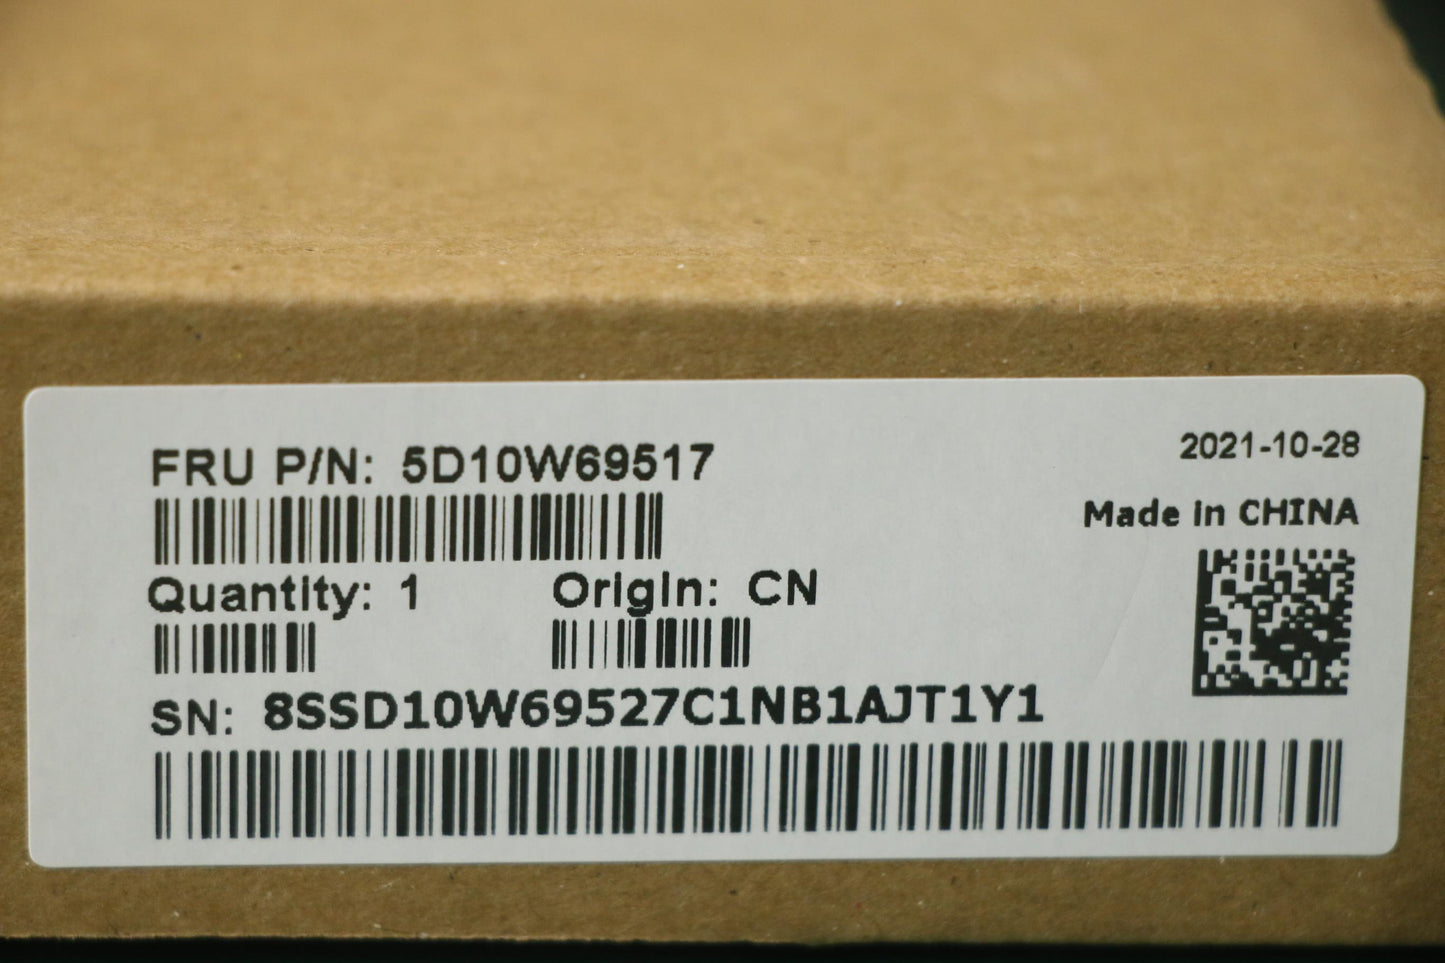 FRU P/N: 5D10W69517
2021-10-28
Made in CHINA
Quantity: 1
Origin: CN
SN: 8SSD10W69527C1NB1AJT1Y1